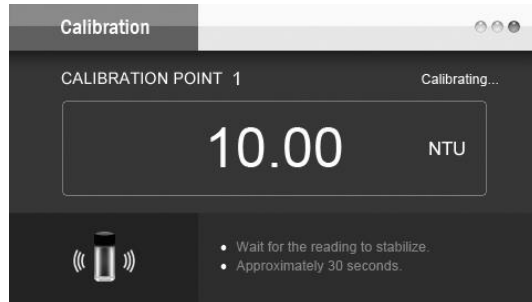 Calibration
CALIBRATION POINT 1
Calibrating...
10.00 NTU
Wait for the reading to stabilize.
Approximately 30 seconds.